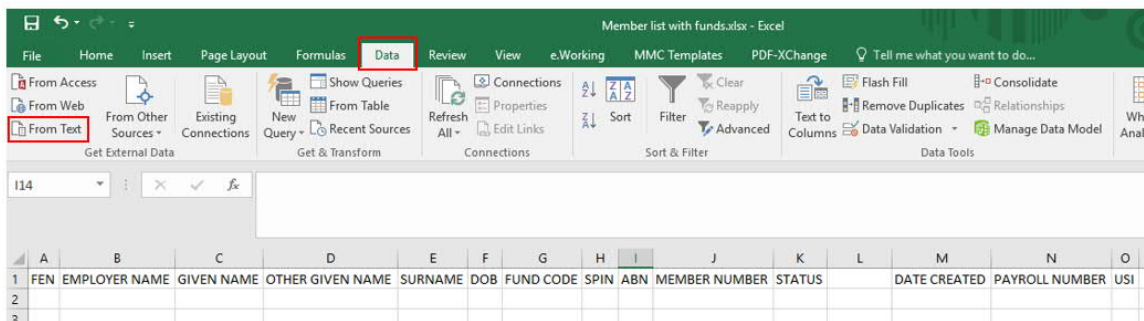 Member list with funds.xlsx - Excel
File Home Insert Page Layout Formulas Data Review View e.Working MMC Templates PDF-XChange Tell me what you want to do...
From Access
From Web
From Text
From Other Sources
Existing Connections
Get External Data
New Query
Show Queries
From Table
Recent Sources
Get & Transform
Refresh All
Connections
Properties
Edit Links
Connections
Sort
Filter
Clear
Reapply
Advanced
Sort & Filter
Text to Columns
Flash Fill
Remove Duplicates
Data Validation
Consolidate
Relationships
Manage Data Model
Data Tools
I14 fx
A B C D E F G H I J K L M N O
1 FEN EMPLOYER NAME GIVEN NAME OTHER GIVEN NAME SURNAME DOB FUND CODE SPIN ABN MEMBER NUMBER STATUS DATE CREATED PAYROLL NUMBER USI
2
3